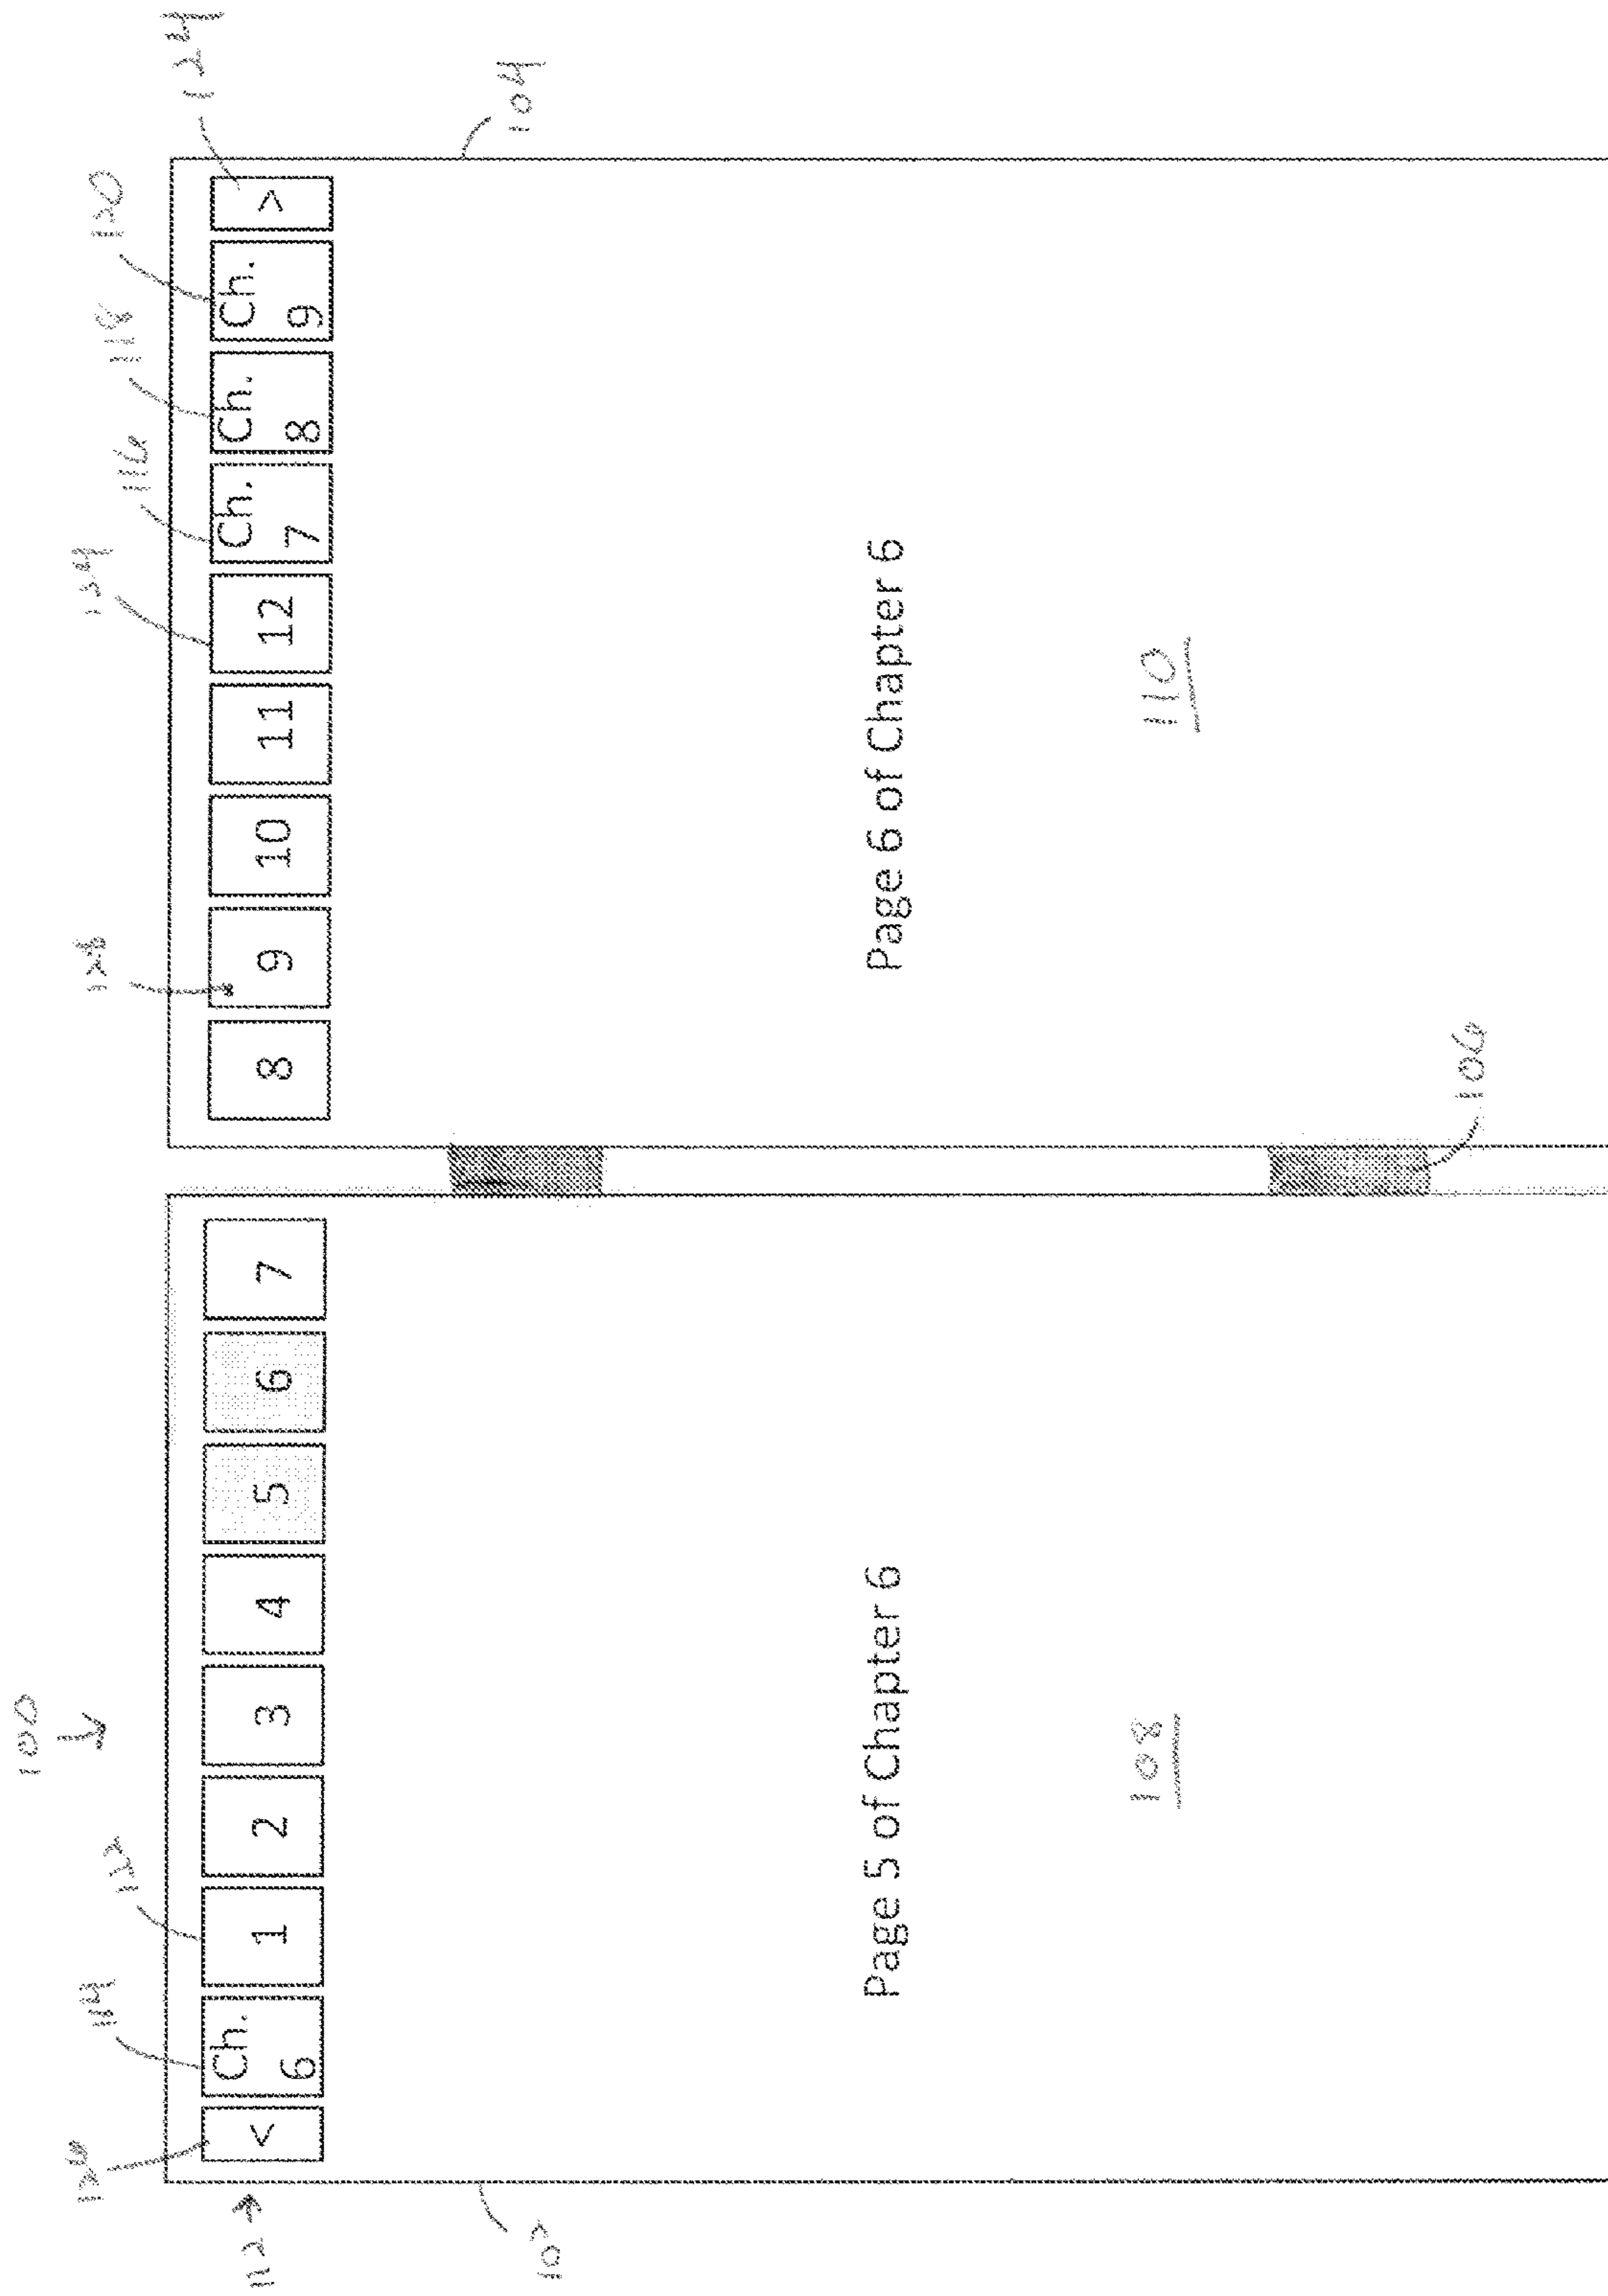 100
126 114 128 134 116 118 120 124
112
< Ch. 6 1 2 3 4 5 6 7
8 9 10 11 12 Ch. 7 Ch. 8 Ch. 9 >
102
104
Page 5 of Chapter 6
Page 6 of Chapter 6
108
110
106